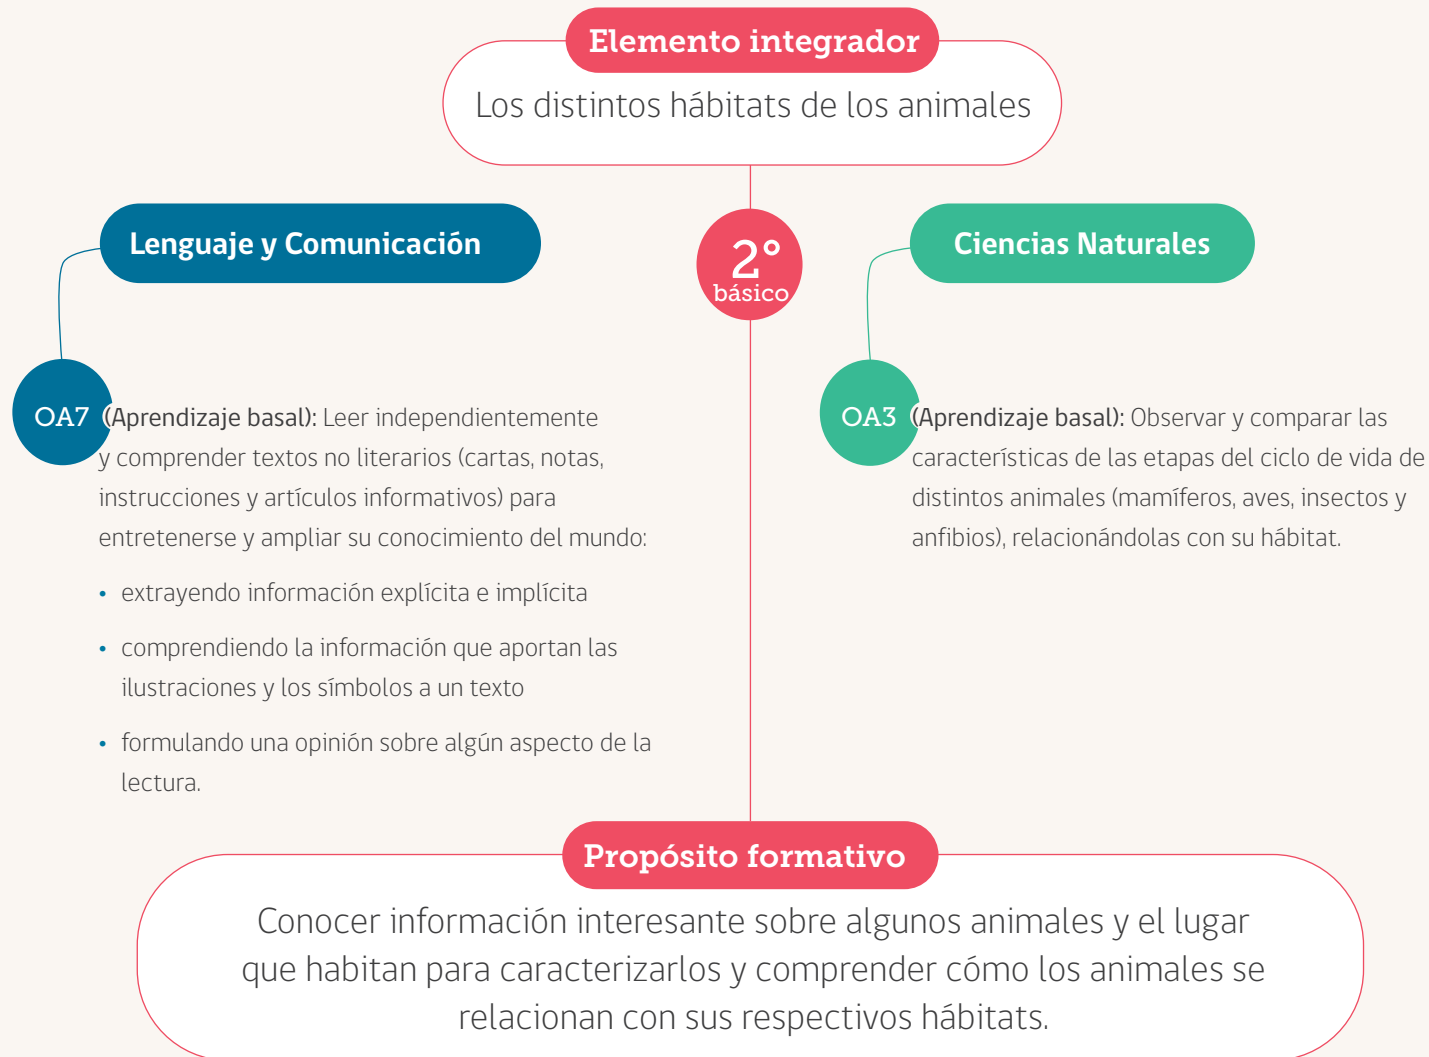 Elemento integrador
Los distintos hábitats de los animales
Lenguaje y Comunicación
2°
básico
Ciencias Naturales
OA7 (Aprendizaje basal): Leer independientemente
y comprender textos no literarios (cartas, notas,
instrucciones y artículos informativos) para
entretenerse y ampliar su conocimiento del mundo:
• extrayendo información explícita e implícita
• comprendiendo la información que aportan las
ilustraciones y los símbolos a un texto
• formulando una opinión sobre algún aspecto de la
lectura.
OA3 (Aprendizaje basal): Observar y comparar las
características de las etapas del ciclo de vida de
distintos animales (mamíferos, aves, insectos y
anfibios), relacionándolas con su hábitat.
Propósito formativo
Conocer información interesante sobre algunos animales y el lugar
que habitan para caracterizarlos y comprender cómo los animales se
relacionan con sus respectivos hábitats.